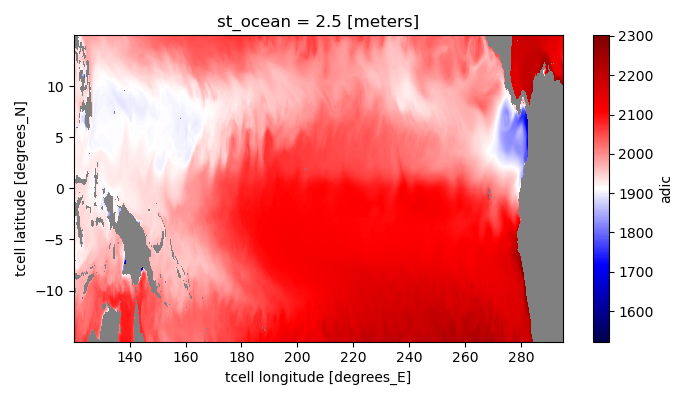 st_ocean = 2.5 [meters]
10
5
0
−5
−10
tcell latitude [degrees_N]
140 160 180 200 220 240 260 280
tcell longitude [degrees_E]
2300
2200
2100
2000
1900
1800
1700
1600
adic